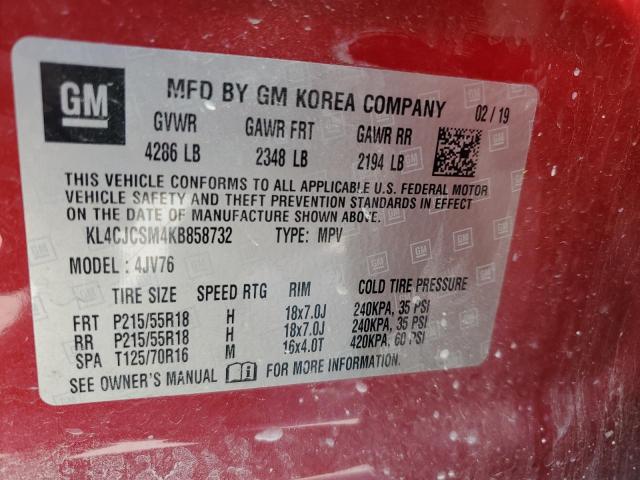 GM
MFD BY GM KOREA COMPANY 02/19
GVWR GAWR FRT GAWR RR
4286 LB 2348 LB 2194 LB
THIS VEHICLE CONFORMS TO ALL APPLICABLE U.S. FEDERAL MOTOR
VEHICLE SAFETY AND THEFT PREVENTION STANDARDS IN EFFECT
ON THE DATE OF MANUFACTURE SHOWN ABOVE.
KL4CJCSM4KB858732 TYPE: MPV
MODEL: 4JV76
TIRE SIZE SPEED RTG RIM COLD TIRE PRESSURE
FRT P215/55R18 H 18x7.0J 240KPA, 35 PSI
RR P215/55R18 H 18x7.0J 240KPA, 35 PSI
SPA T125/70R16 M 16x4.0T 420KPA, 60 PSI
SEE OWNER'S MANUAL FOR MORE INFORMATION.